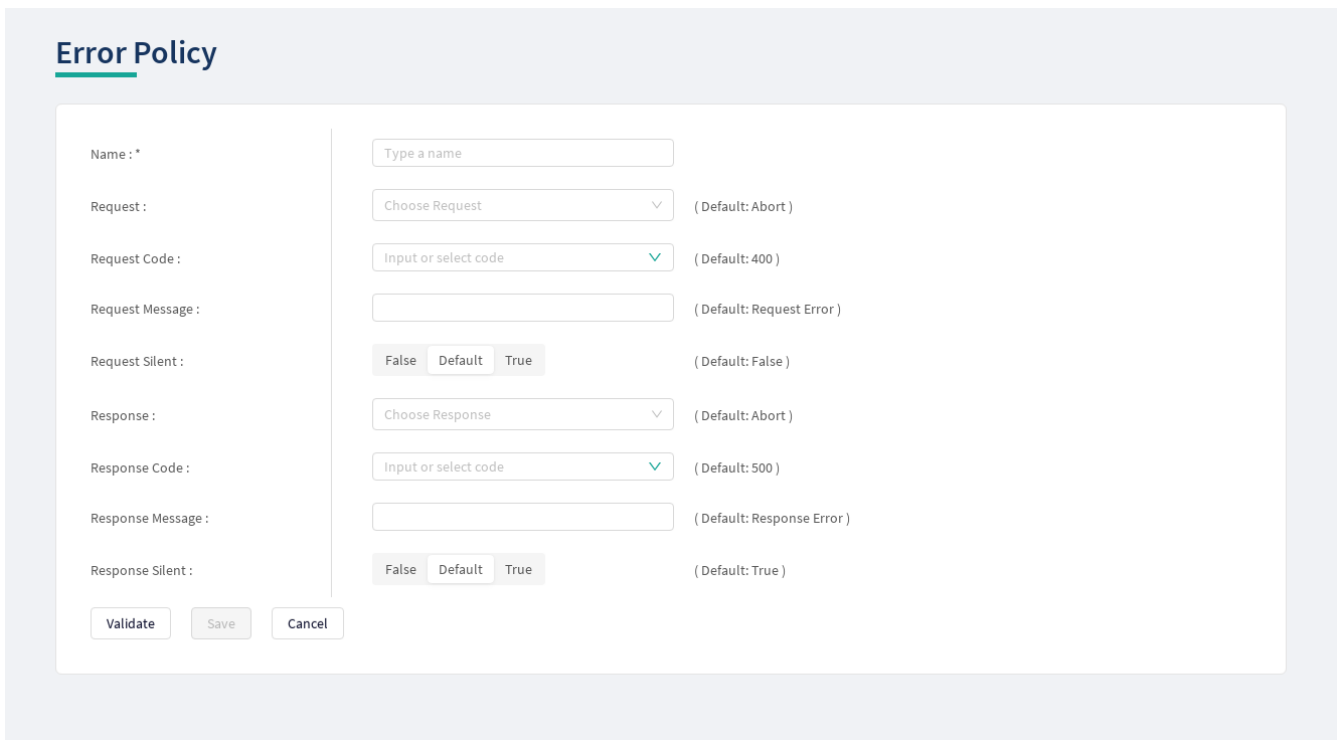 Error Policy
Name : * Type a name
Request : Choose Request ( Default: Abort )
Request Code : Input or select code ( Default: 400 )
Request Message : ( Default: Request Error )
Request Silent : False Default True ( Default: False )
Response : Choose Response ( Default: Abort )
Response Code : Input or select code ( Default: 500 )
Response Message : ( Default: Response Error )
Response Silent : False Default True ( Default: True )
Validate Save Cancel